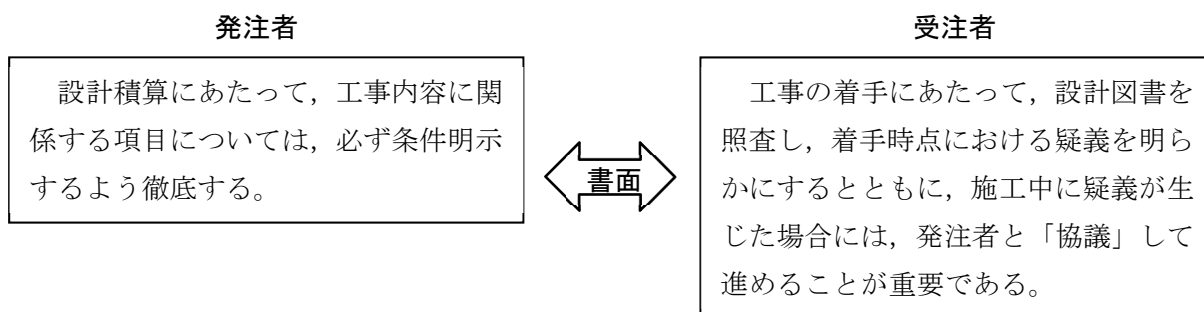 発注者
　設計積算にあたって，工事内容に関
係する項目については，必ず条件明示
するよう徹底する。
書面
受注者
　工事の着手にあたって，設計図書を
照査し，着手時点における疑義を明ら
かにするとともに，施工中に疑義が生
じた場合には，発注者と「協議」して
進めることが重要である。